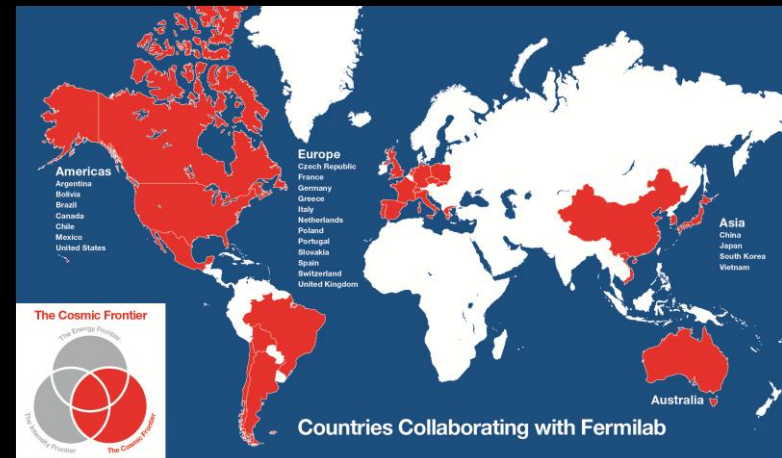 Americas
Argentina
Bolivia
Brazil
Canada
Chile
Mexico
United States
Europe
Czech Republic
France
Germany
Greece
Italy
Netherlands
Poland
Portugal
Slovakia
Spain
Switzerland
United Kingdom
Asia
China
Japan
South Korea
Vietnam
Australia
The Cosmic Frontier
The Energy Frontier
The Intensity Frontier
The Cosmic Frontier
Countries Collaborating with Fermilab